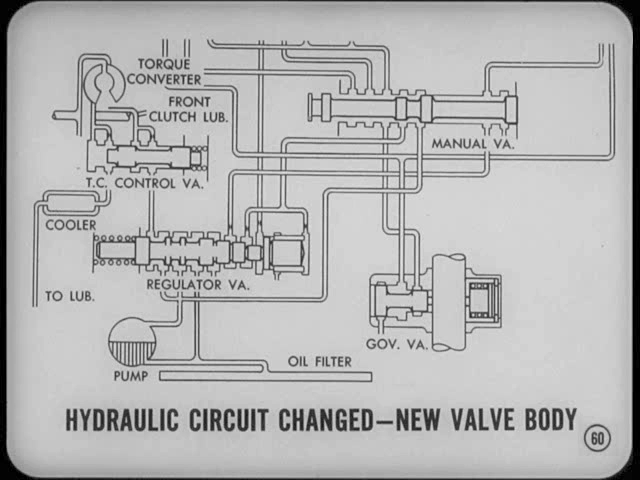 TORQUE
CONVERTER
FRONT
CLUTCH LUB.
MANUAL VA.
T.C. CONTROL VA.
COOLER
TO LUB.
REGULATOR VA.
GOV. VA.
OIL FILTER
PUMP
HYDRAULIC CIRCUIT CHANGED—NEW VALVE BODY
60